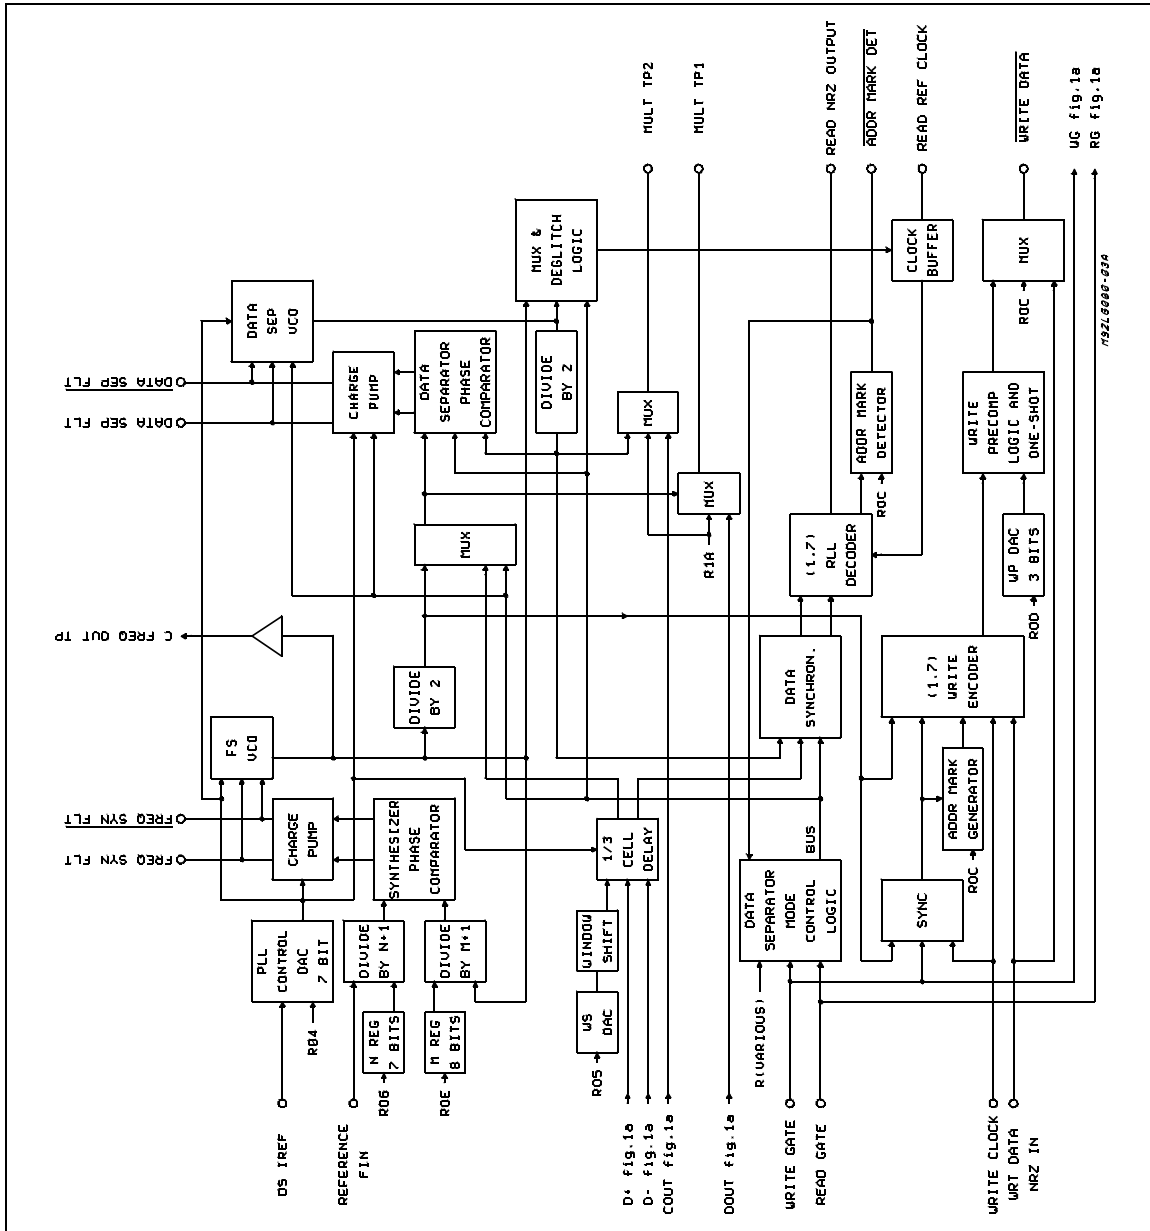 DATA SEP FLT
DATA SEP FLT
C FREQ OUT TP
FREQ SYN FLT
FREQ SYN FLT
DATA
SEP
VCO
CHARGE
PUMP
DATA
SEPARATOR
PHASE
COMPARATOR
MUX &
DEGLITCH
LOGIC
DIVIDE
BY 2
MUX
MULT TP2
MULT TP1
MUX
R1A
MUX
DIVIDE
BY 2
FS
VCO
CHARGE
PUMP
SYNTHESIZER
PHASE
COMPARATOR
PLL
CONTROL
DAC
7 BIT
R04
DIVIDE
BY N+1
DIVIDE
BY M+1
N REG
7 BITS
M REG
8 BITS
R06
R0E
DS IREF
REFERENCE
FIN
1/3
CELL
DELAY
WINDOW
SHIFT
WS
DAC
R05
D+ fig.1a
D- fig.1a
COUT fig.1a
DOUT fig.1a
READ NRZ OUTPUT
ADDR MARK DET
READ REF CLOCK
WRITE DATA
WG fig.1a
RG fig.1a
CLOCK
BUFFER
MUX
R0C
ADDR MARK
DETECTOR
R0C
WRITE
PRECOMP
LOGIC AND
ONE-SHOT
(1.7)
RLL
DECODER
WP DAC
3 BITS
R0D
DATA
SYNCHRON.
(1.7)
WRITE
ENCODER
BUS
DATA
SEPARATOR
MODE
CONTROL
LOGIC
ADDR MARK
GENERATOR
R0C
SYNC
R(VARIOUS)
WRITE GATE
READ GATE
WRITE CLOCK
WRT DATA
NRZ IN
M92LG000-03A